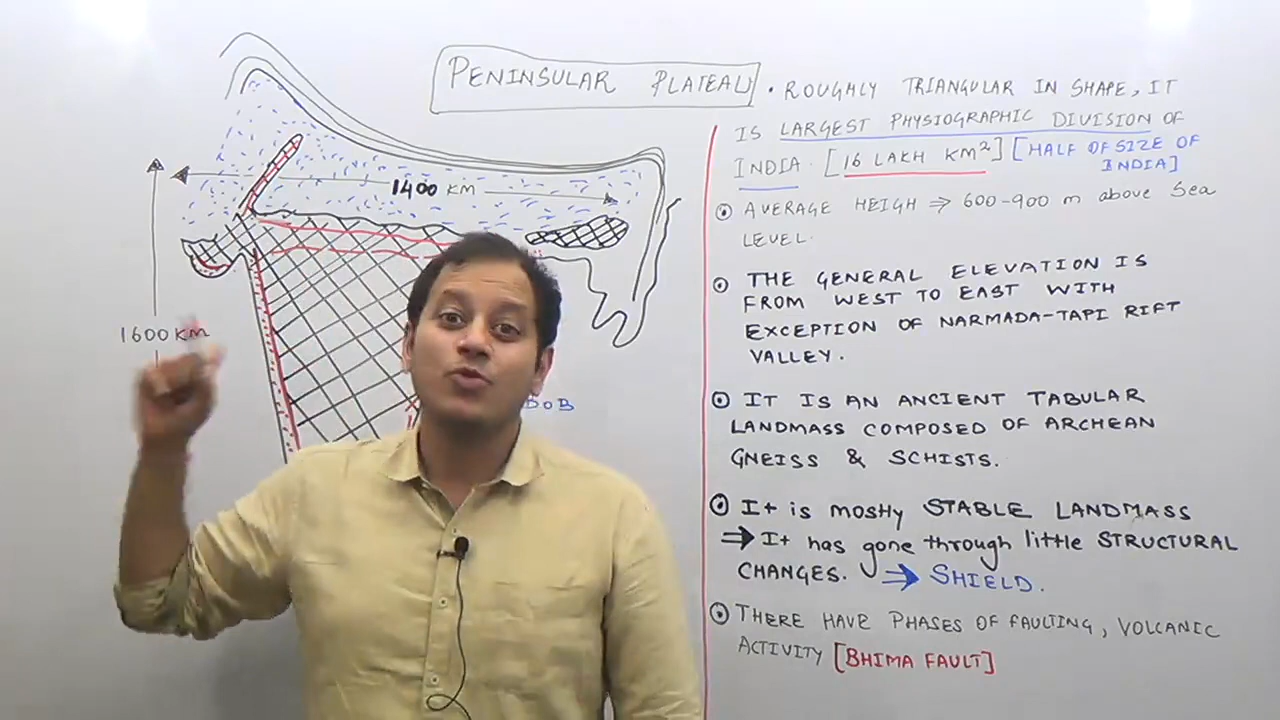 PENINSULAR PLATEAU
• ROUGHLY TRIANGULAR IN SHAPE, IT
IS LARGEST PHYSIOGRAPHIC DIVISION OF
INDIA. [16 LAKH KM²] [HALF OF SIZE OF
INDIA]
AVERAGE HEIGH ⇒ 600-900 m above Sea
LEVEL.
THE GENERAL ELEVATION IS
FROM WEST TO EAST WITH
EXCEPTION OF NARMADA-TAPI RIFT
VALLEY.
IT IS AN ANCIENT TABULAR
LANDMASS COMPOSED OF ARCHEAN
GNEISS & SCHISTS.
It is mostly STABLE LANDMASS
⇒ It has gone through little STRUCTURAL
CHANGES. ⇒ SHIELD.
THERE HAVE PHASES OF FAULTING, VOLCANIC
ACTIVITY [BHIMA FAULT]
1400 KM
1600 KM
BOB